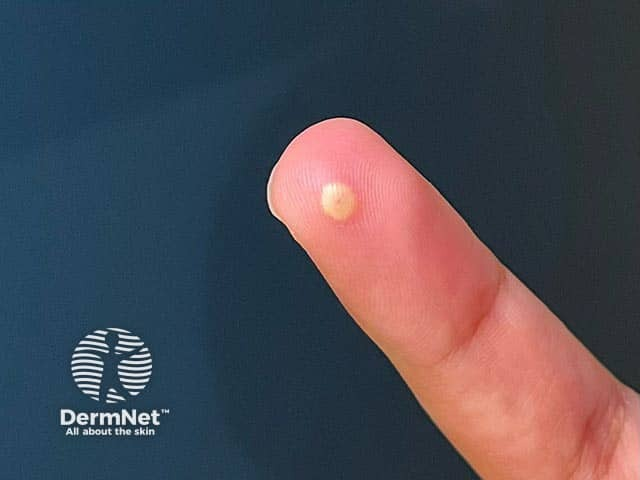 DermNet™
All about the skin